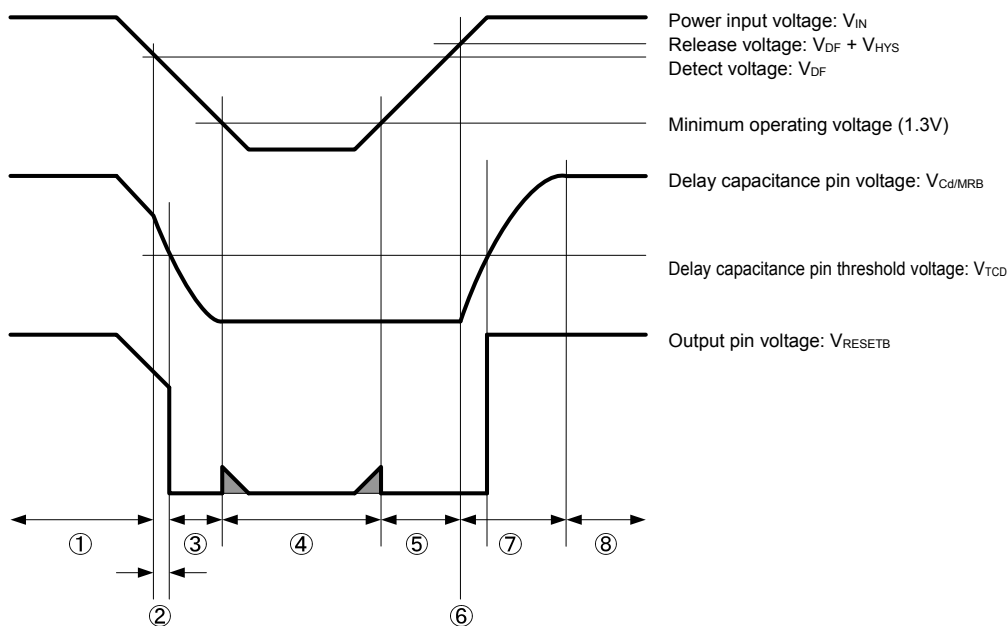 Power input voltage: VIN
Release voltage: VDF + VHYS
Detect voltage: VDF
Minimum operating voltage (1.3V)
Delay capacitance pin voltage: VCd/MRB
Delay capacitance pin threshold voltage: VTCD
Output pin voltage: VRESETB
① ③ ④ ⑤ ⑦ ⑧
② ⑥